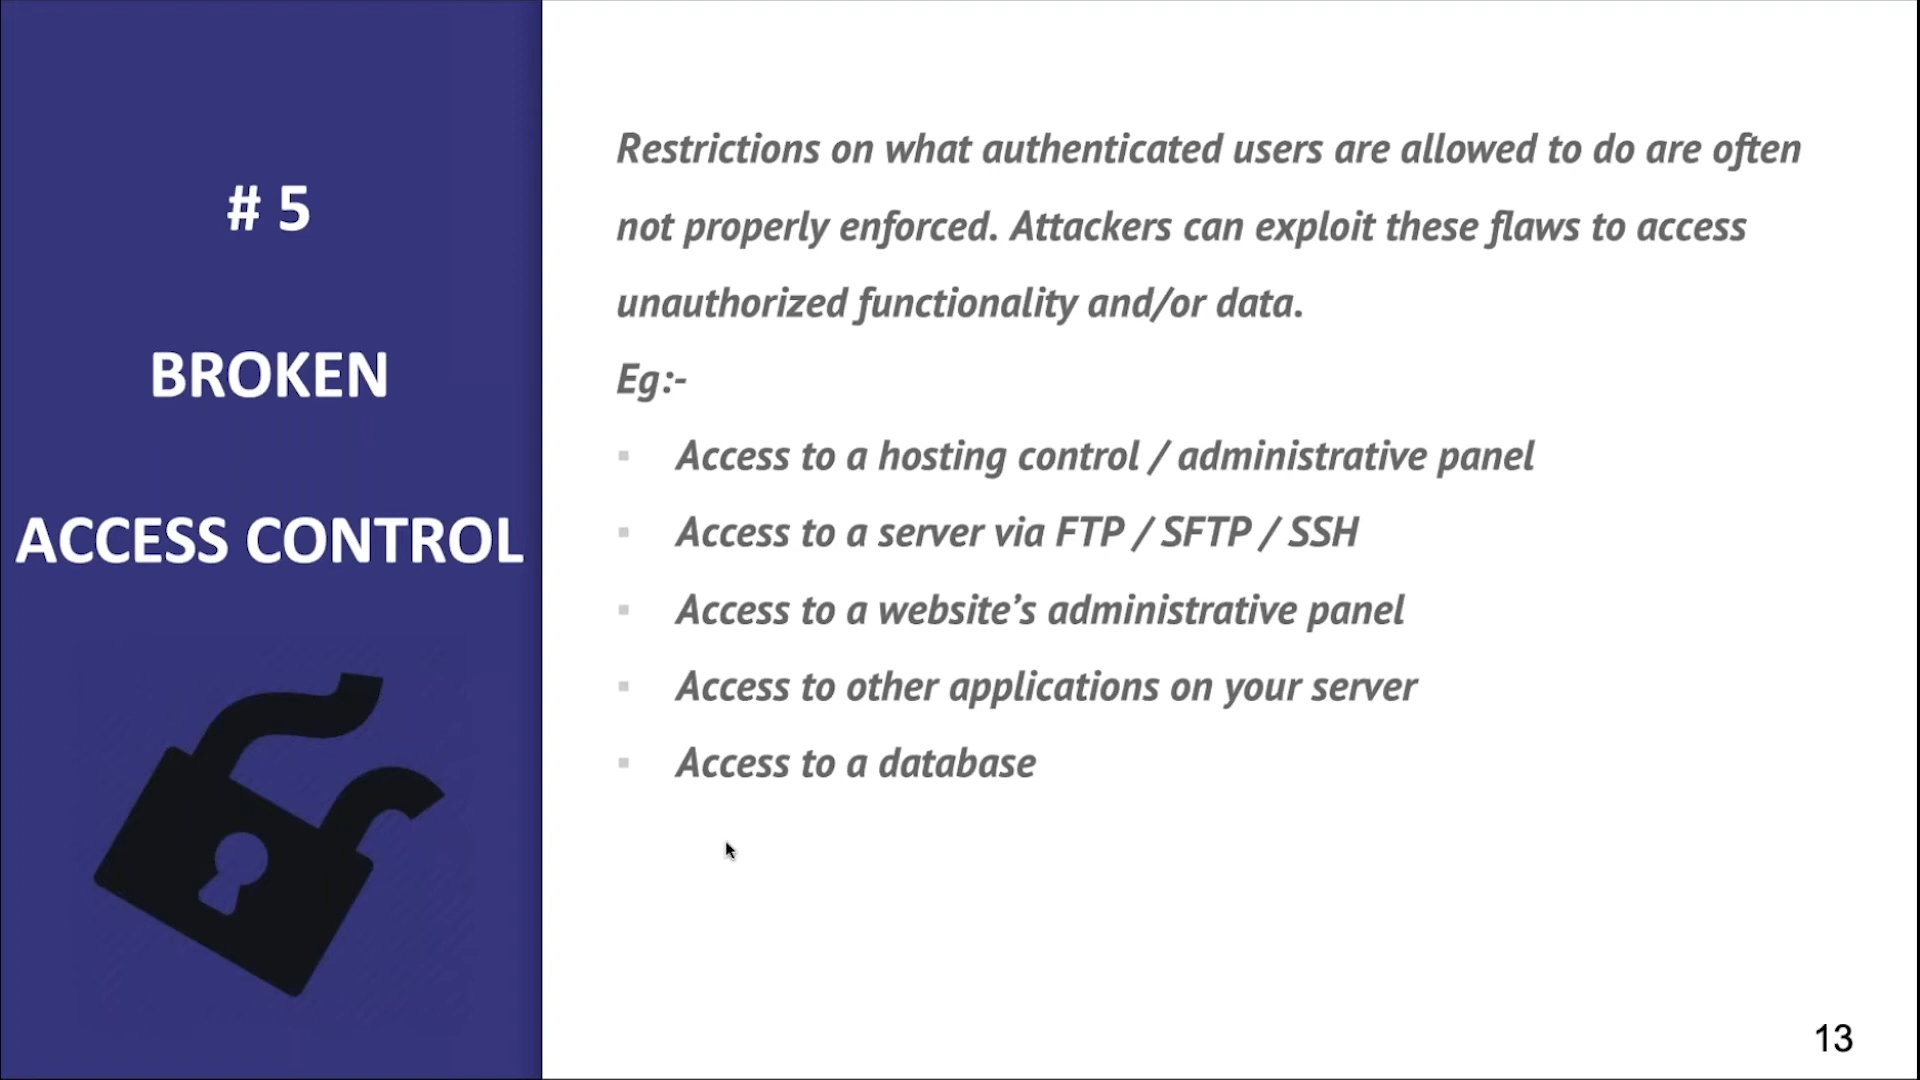 # 5
BROKEN
ACCESS CONTROL
Restrictions on what authenticated users are allowed to do are often
not properly enforced. Attackers can exploit these flaws to access
unauthorized functionality and/or data.
Eg:-
▪ Access to a hosting control / administrative panel
▪ Access to a server via FTP / SFTP / SSH
▪ Access to a website’s administrative panel
▪ Access to other applications on your server
▪ Access to a database
13